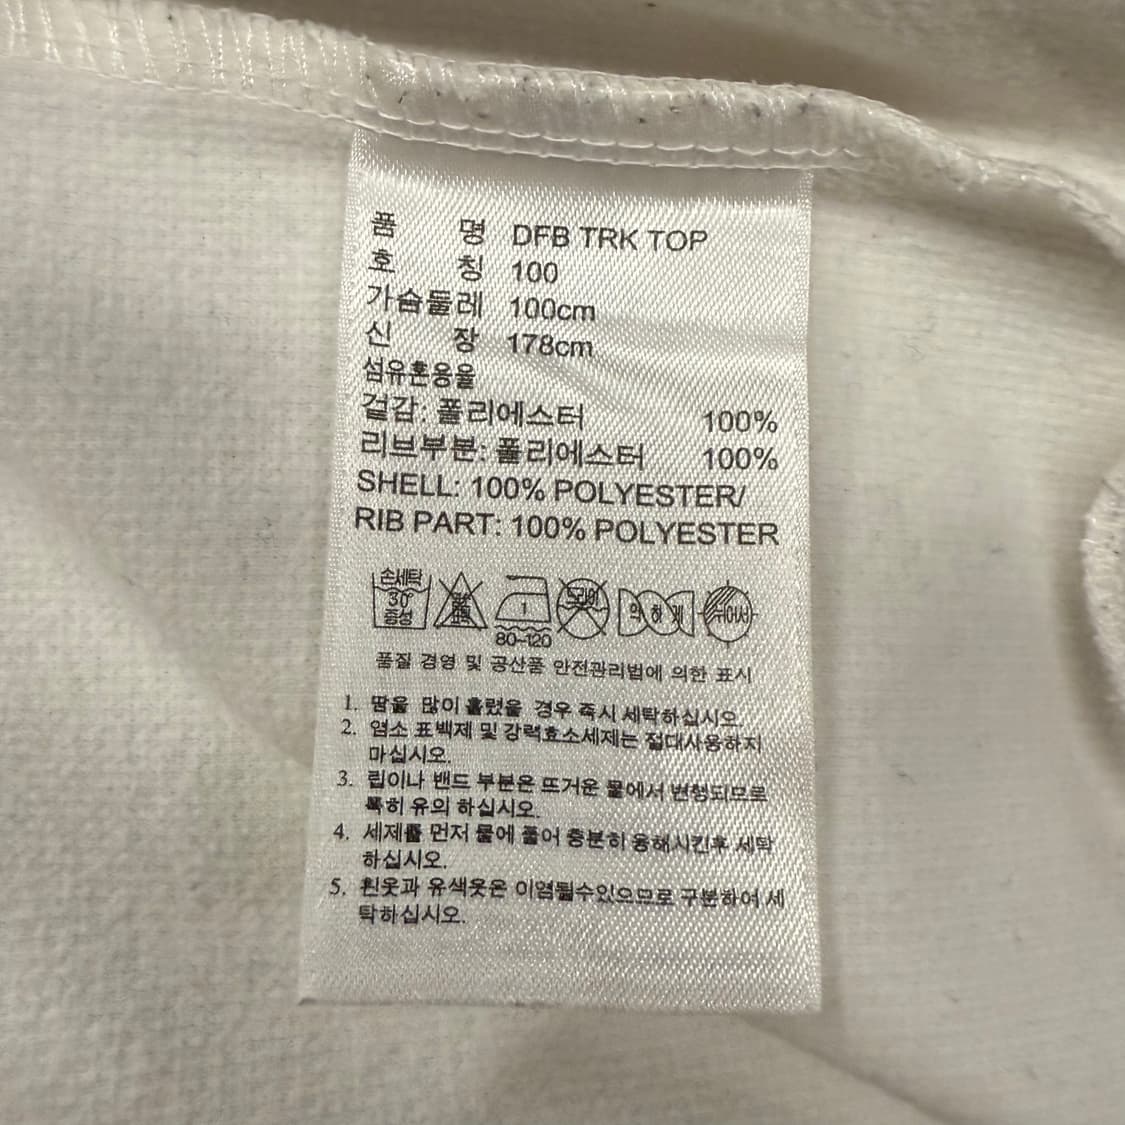 품 명 DFB TRK TOP
호 칭 100
가슴둘레 100cm
신 장 178cm
섬유혼용율
겉감: 폴리에스터 100%
리브부분: 폴리에스터 100%
SHELL: 100% POLYESTER/
RIB PART: 100% POLYESTER
손세탁 30° 중성 1 80~120 드라이 약하게 뉘어서
품질 경영 및 공산품 안전관리법에 의한 표시
1. 땀을 많이 흘렸을 경우 즉시 세탁하십시오.
2. 염소 표백제 및 강력효소세제는 절대사용하지
마십시오.
3. 립이나 밴드 부분은 뜨거운 물에서 변형되므로
특히 유의 하십시오.
4. 세제를 먼저 물에 풀어 충분히 용해시킨후 세탁
하십시오.
5. 흰옷과 유색옷은 이염될수있으므로 구분하여 세
탁하십시오.